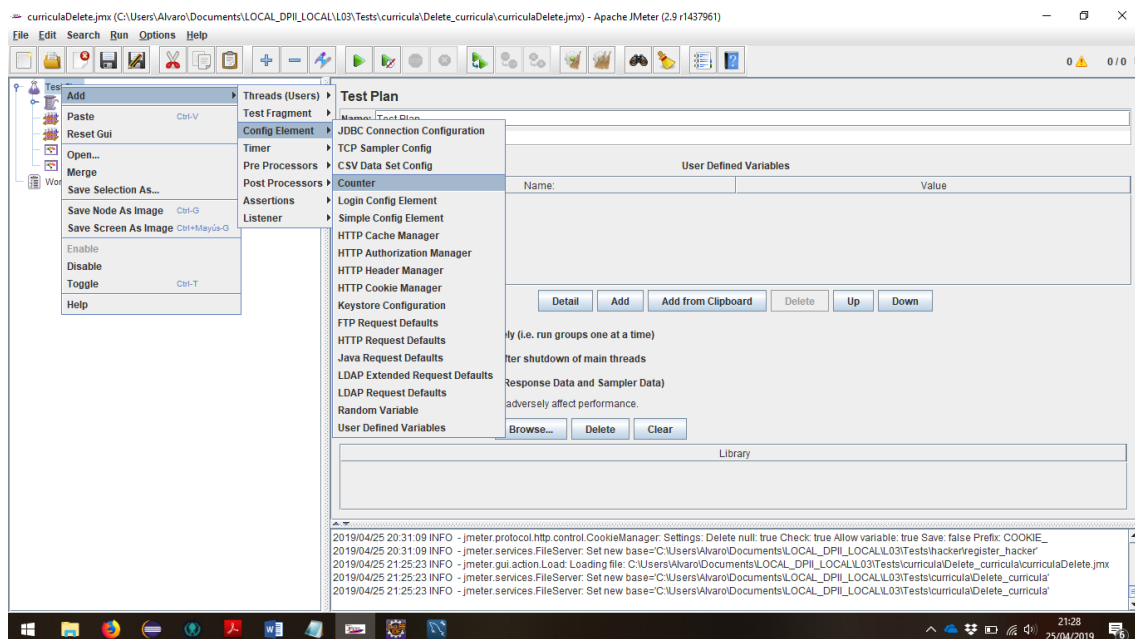 curriculaDelete.jmx (C:\Users\Alvaro\Documents\LOCAL_DPII_LOCAL\L03\Tests\curricula\Delete_curricula\curriculaDelete.jmx) - Apache JMeter (2.9 r1437961)
File Edit Search Run Options Help
0 0 / 0
Add
Paste Ctrl-V
Reset Gui
Open...
Merge
Save Selection As...
Save Node As Image Ctrl-G
Save Screen As Image Ctrl+Mayús-G
Enable
Disable
Toggle Ctrl-T
Help
Threads (Users)
Test Fragment
Config Element
Timer
Pre Processors
Post Processors
Assertions
Listener
JDBC Connection Configuration
TCP Sampler Config
CSV Data Set Config
Counter
Login Config Element
Simple Config Element
HTTP Cache Manager
HTTP Authorization Manager
HTTP Header Manager
HTTP Cookie Manager
Keystore Configuration
FTP Request Defaults
HTTP Request Defaults
Java Request Defaults
LDAP Extended Request Defaults
LDAP Request Defaults
Random Variable
User Defined Variables
Test Plan
Name: Test Plan
User Defined Variables
Name: Value
Detail Add Add from Clipboard Delete Up Down
(i.e. run groups one at a time)
after shutdown of main threads
Response Data and Sampler Data)
adversely affect performance.
Browse... Delete Clear
Library
2019/04/25 20:31:09 INFO - jmeter.protocol.http.control.CookieManager: Settings: Delete null: true Check: true Allow variable: true Save: false Prefix: COOKIE_
2019/04/25 20:31:09 INFO - jmeter.services.FileServer: Set new base='C:\Users\Alvaro\Documents\LOCAL_DPII_LOCAL\L03\Tests\hacker\register_hacker'
2019/04/25 21:25:23 INFO - jmeter.gui.action.Load: Loading file: C:\Users\Alvaro\Documents\LOCAL_DPII_LOCAL\L03\Tests\curricula\Delete_curricula\curriculaDelete.jmx
2019/04/25 21:25:23 INFO - jmeter.services.FileServer: Set new base='C:\Users\Alvaro\Documents\LOCAL_DPII_LOCAL\L03\Tests\curricula\Delete_curricula'
2019/04/25 21:25:23 INFO - jmeter.services.FileServer: Set new base='C:\Users\Alvaro\Documents\LOCAL_DPII_LOCAL\L03\Tests\curricula\Delete_curricula'
21:28
25/04/2019